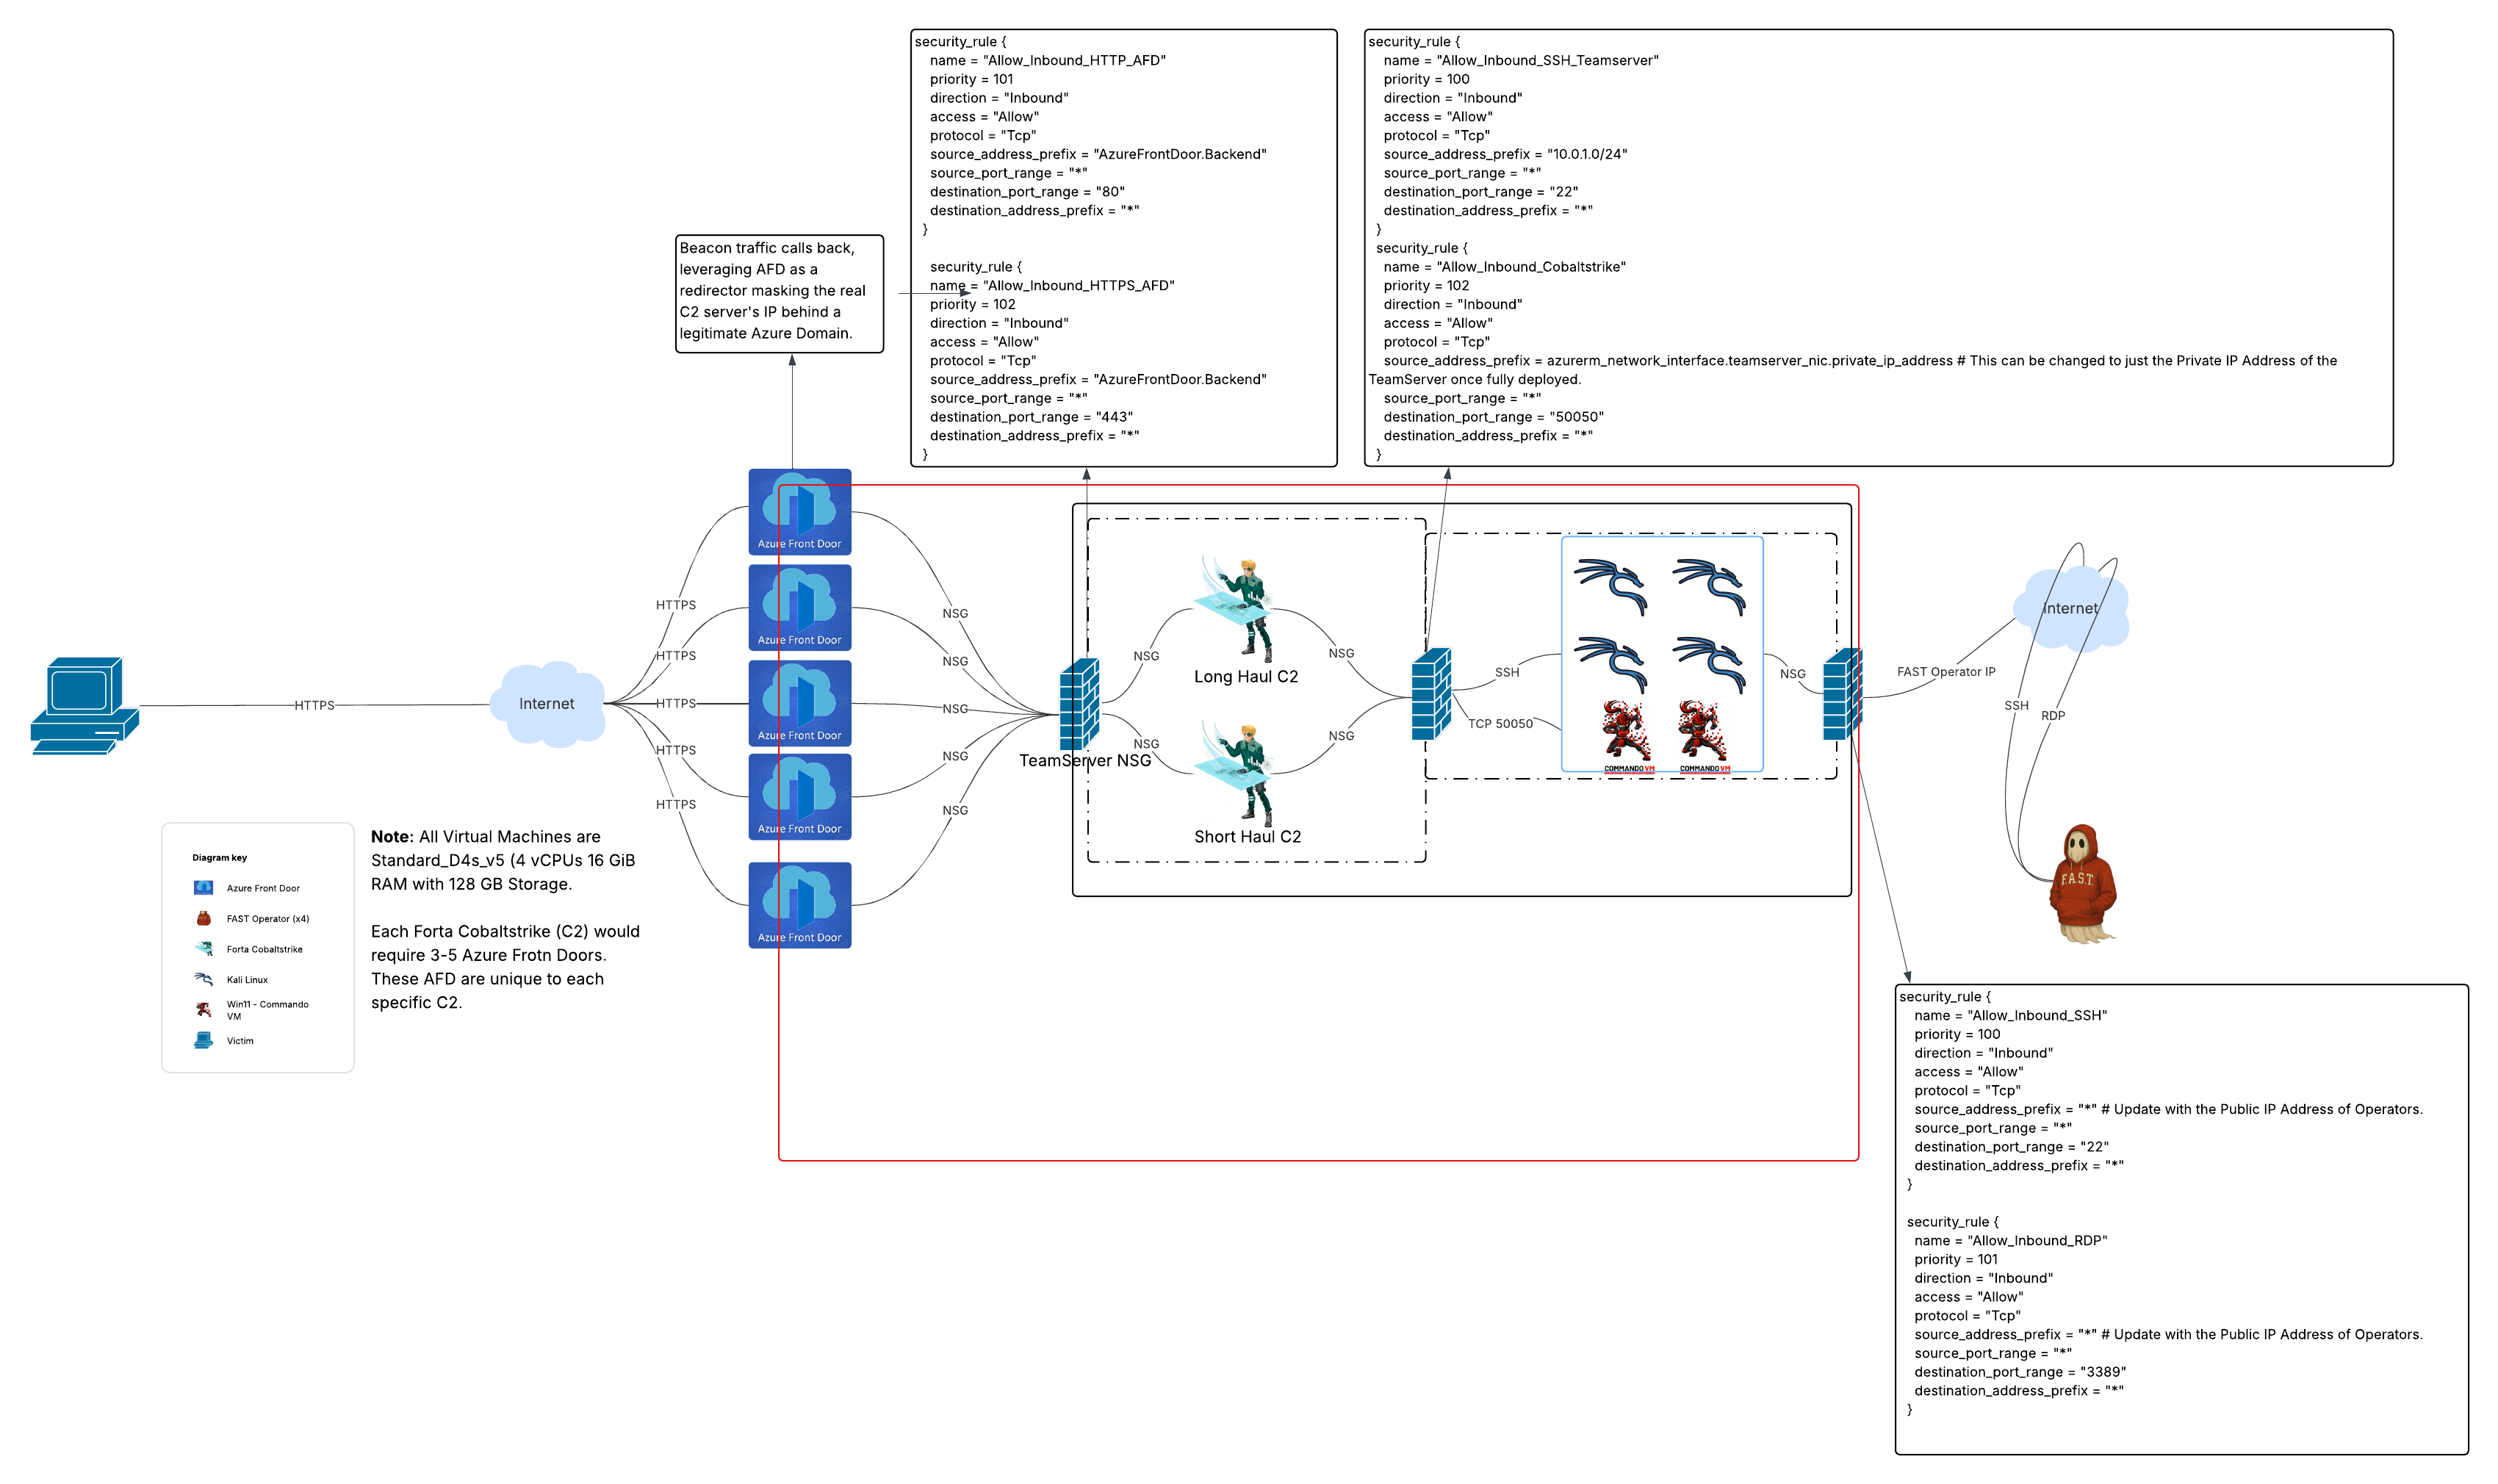 security_rule {
name = "Allow_Inbound_HTTP_AFD"
priority = 101
direction = "Inbound"
access = "Allow"
protocol = "Tcp"
source_address_prefix = "AzureFrontDoor.Backend"
source_port_range = "*"
destination_port_range = "80"
destination_address_prefix = "*"
}
security_rule {
name = "Allow_Inbound_HTTPS_AFD"
priority = 102
direction = "Inbound"
access = "Allow"
protocol = "Tcp"
source_address_prefix = "AzureFrontDoor.Backend"
source_port_range = "*"
destination_port_range = "443"
destination_address_prefix = "*"
}
security_rule {
name = "Allow_Inbound_SSH_Teamserver"
priority = 100
direction = "Inbound"
access = "Allow"
protocol = "Tcp"
source_address_prefix = "10.0.1.0/24"
source_port_range = "*"
destination_port_range = "22"
destination_address_prefix = "*"
}
security_rule {
name = "Allow_Inbound_Cobaltstrike"
priority = 102
direction = "Inbound"
access = "Allow"
protocol = "Tcp"
source_address_prefix = azurerm_network_interface.teamserver_nic.private_ip_address # This can be changed to just the Private IP Address of the
TeamServer once fully deployed.
source_port_range = "*"
destination_port_range = "50050"
destination_address_prefix = "*"
}
Beacon traffic calls back,
leveraging AFD as a
redirector masking the real
C2 server's IP behind a
legitimate Azure Domain.
HTTPS
Internet
HTTPS
HTTPS
HTTPS
HTTPS
HTTPS
Azure Front Door
Azure Front Door
Azure Front Door
Azure Front Door
Azure Front Door
NSG
NSG
NSG
NSG
NSG
TeamServer NSG
NSG
NSG
Long Haul C2
Short Haul C2
NSG
NSG
SSH
TCP 50050
COMMANDO VM
COMMANDO VM
NSG
FAST Operator IP
Internet
SSH
RDP
F.A.S.T.
Diagram key
Azure Front Door
FAST Operator (x4)
Forta Cobaltstrike
Kali Linux
Win11 - Commando
VM
Victim
Note: All Virtual Machines are
Standard_D4s_v5 (4 vCPUs 16 GiB
RAM with 128 GB Storage.
Each Forta Cobaltstrike (C2) would
require 3-5 Azure Frotn Doors.
These AFD are unique to each
specific C2.
security_rule {
name = "Allow_Inbound_SSH"
priority = 100
direction = "Inbound"
access = "Allow"
protocol = "Tcp"
source_address_prefix = "*" # Update with the Public IP Address of Operators.
source_port_range = "*"
destination_port_range = "22"
destination_address_prefix = "*"
}
security_rule {
name = "Allow_Inbound_RDP"
priority = 101
direction = "Inbound"
access = "Allow"
protocol = "Tcp"
source_address_prefix = "*" # Update with the Public IP Address of Operators.
source_port_range = "*"
destination_port_range = "3389"
destination_address_prefix = "*"
}